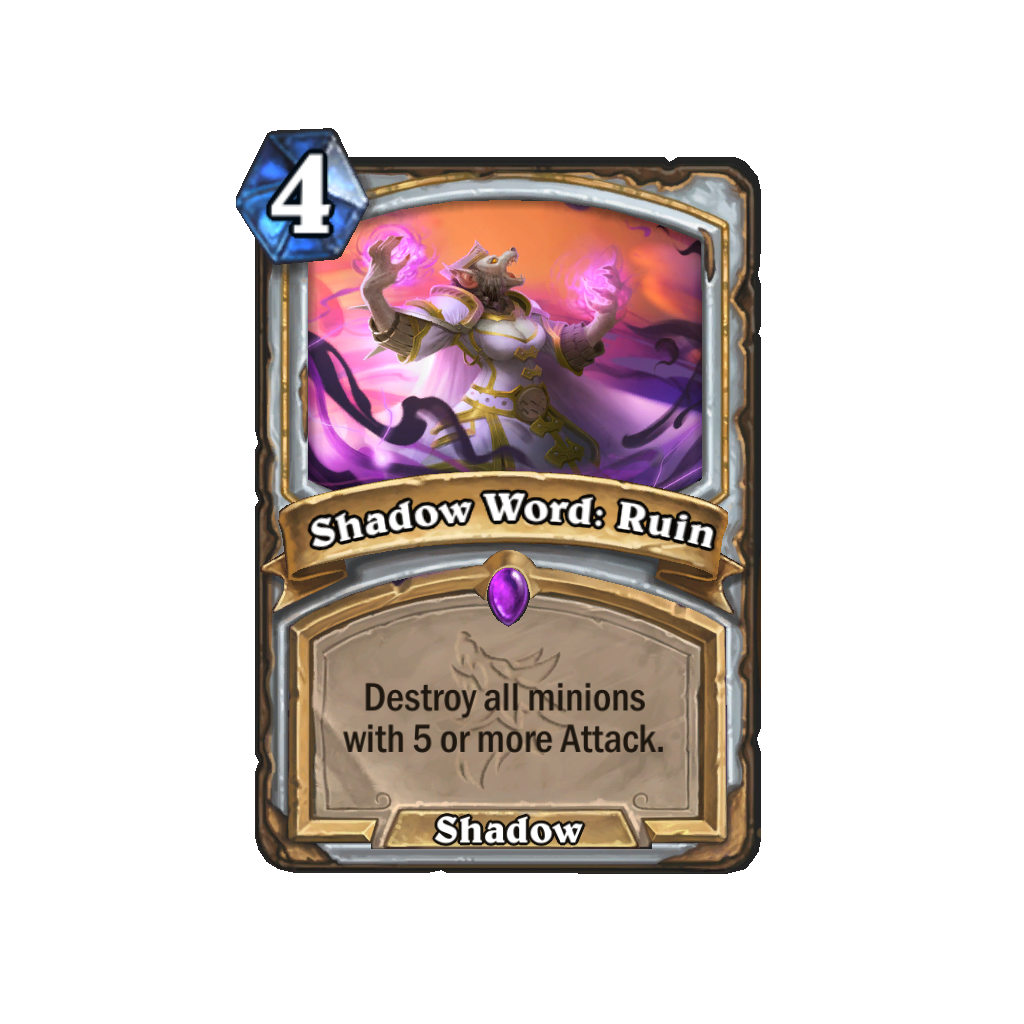 4
Shadow Word: Ruin
Destroy all minions
with 5 or more Attack.
Shadow